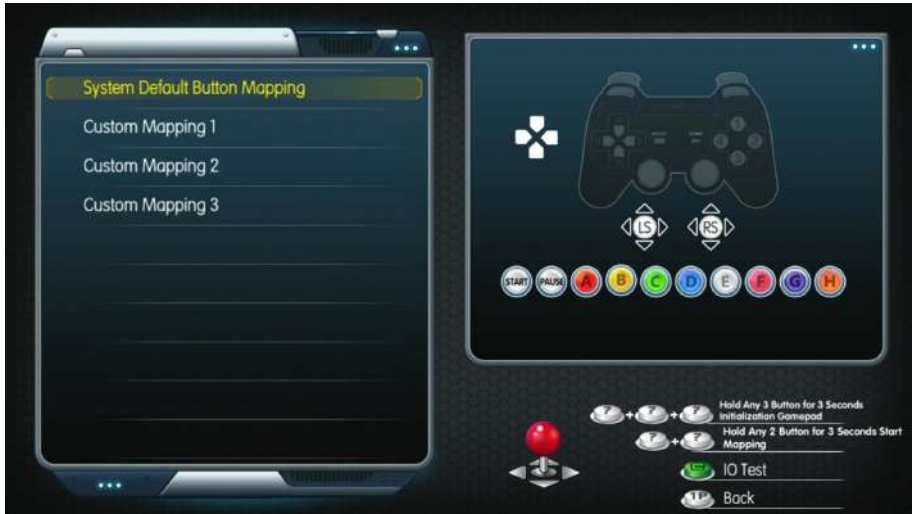 System Default Button Mapping
Custom Mapping 1
Custom Mapping 2
Custom Mapping 3
LS RS
START PAUSE A B C D E F G H
? + ? + ? Hold Any 3 Button for 3 Seconds
Initialization Gamepad
? + ? Hold Any 2 Button for 3 Seconds Start
Mapping
IO Test
1P Back